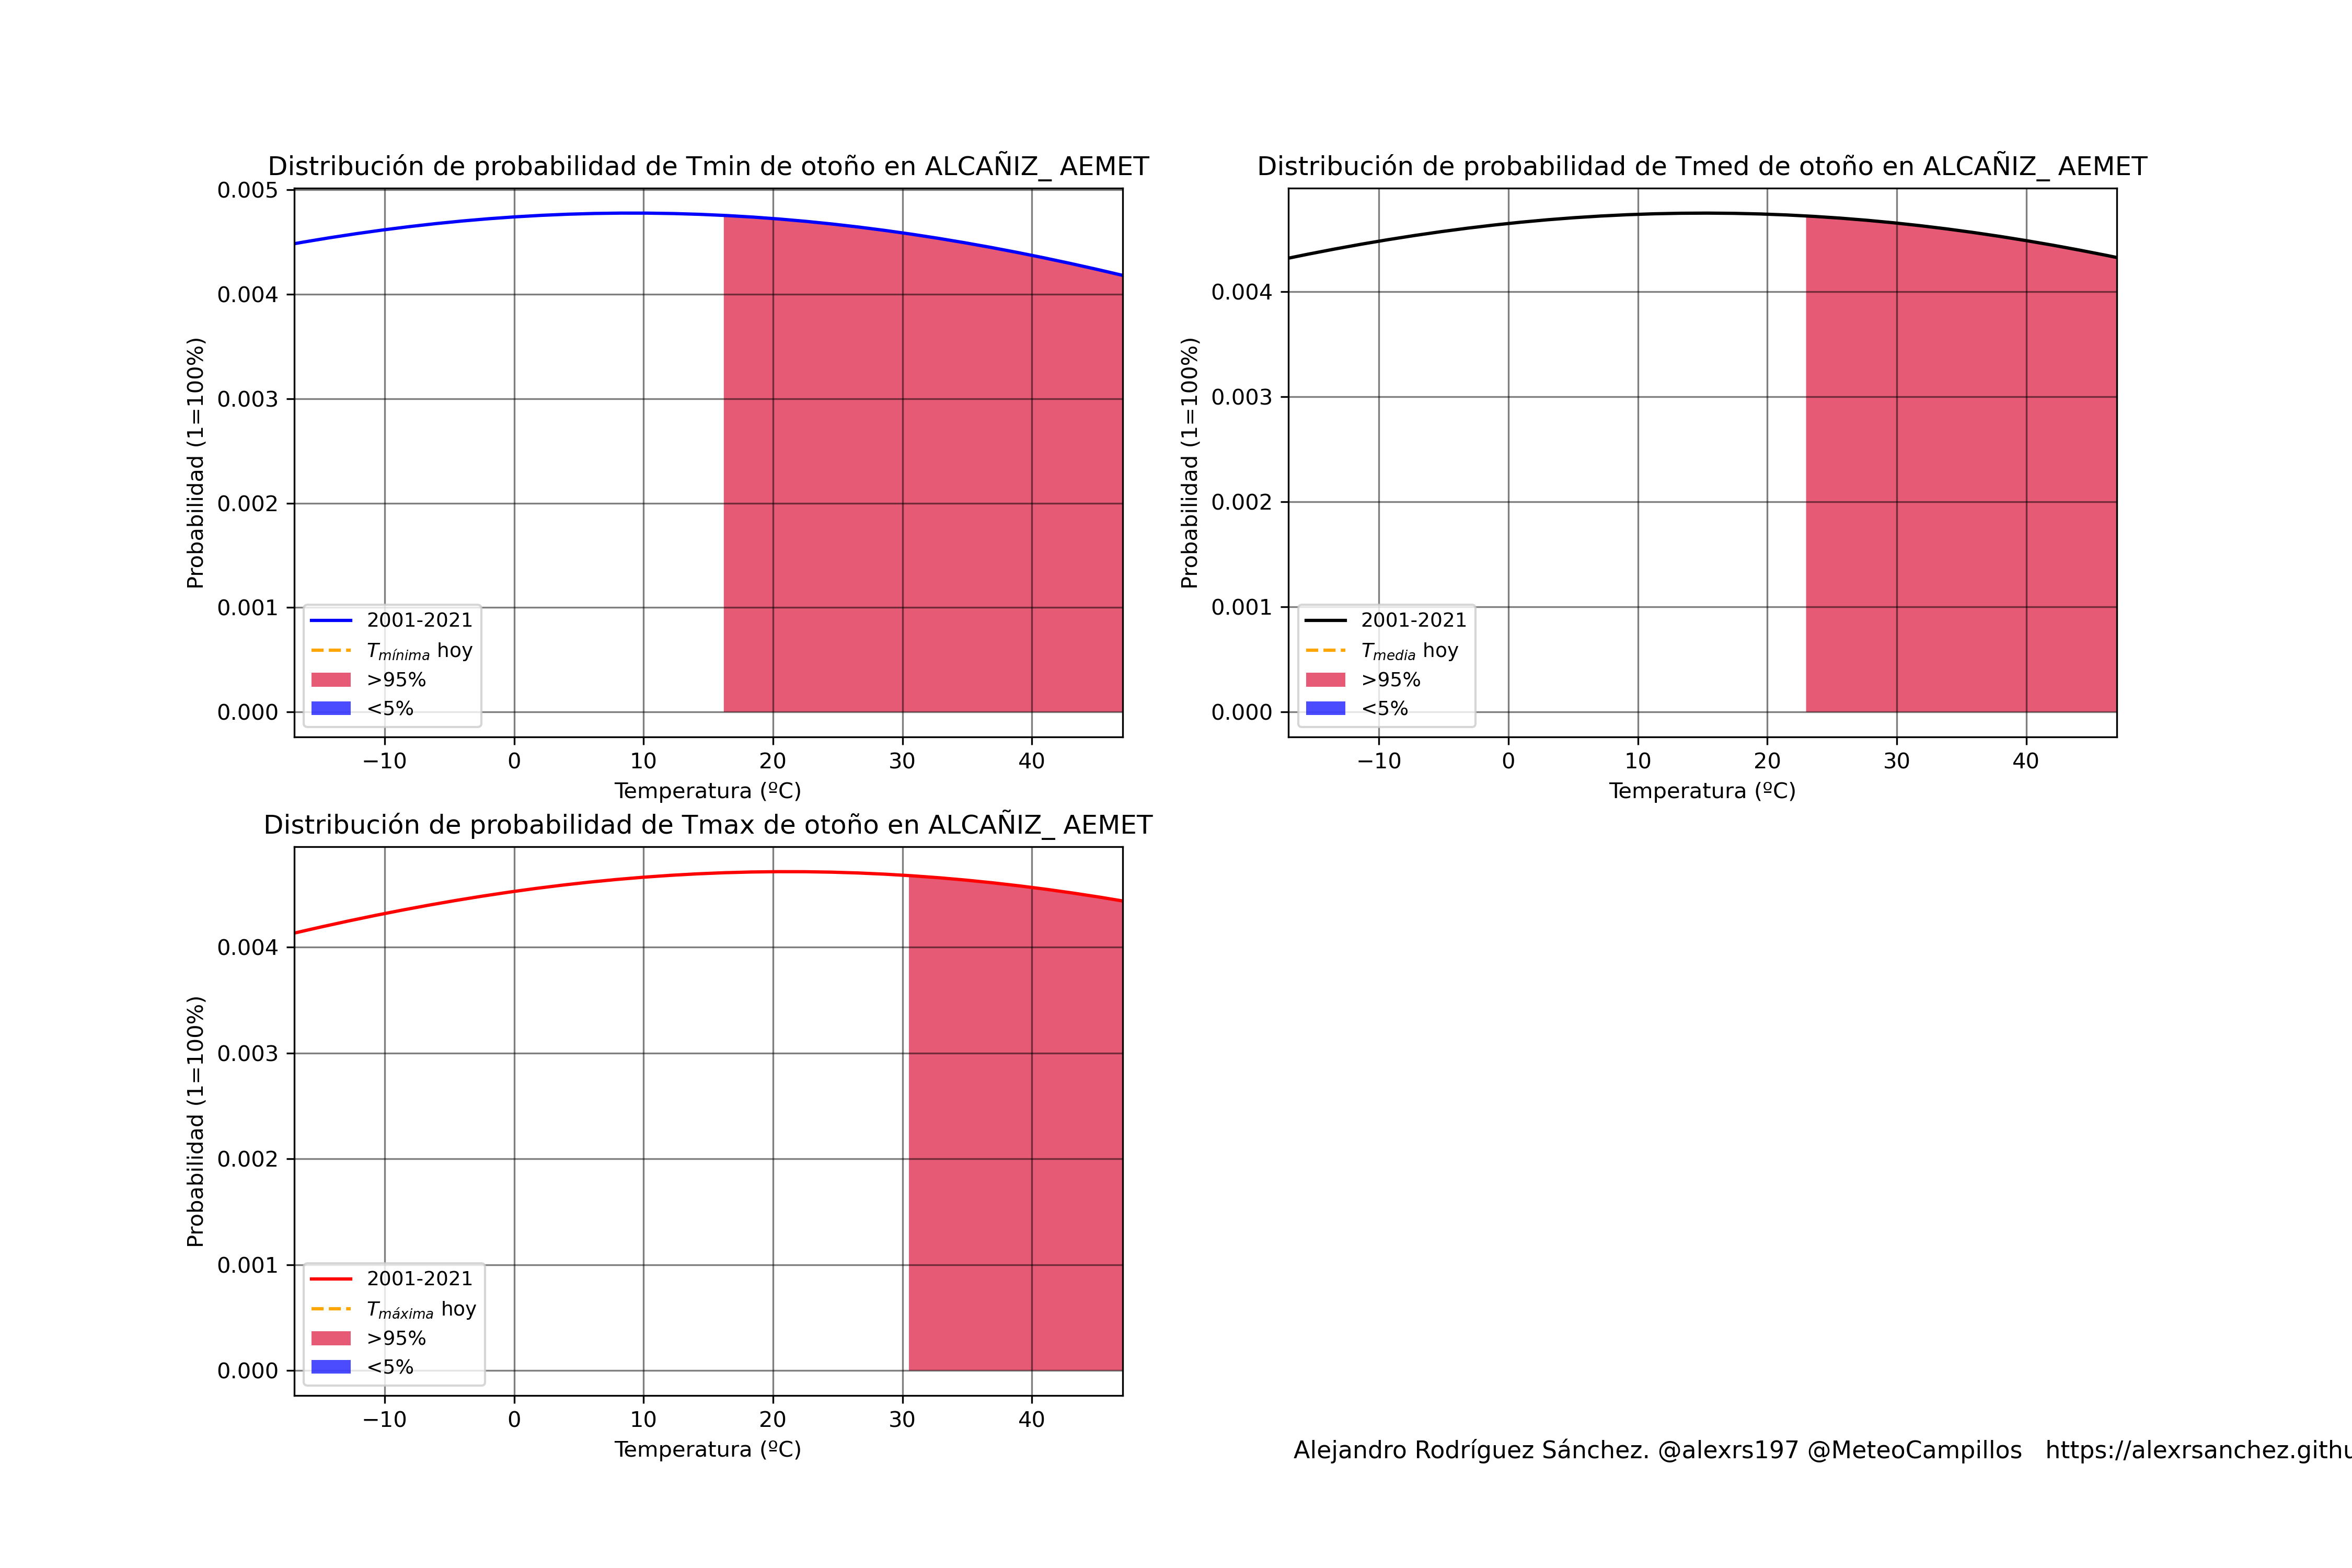 Distribución de probabilidad de Tmin de otoño en ALCAÑIZ_ AEMET
0.005
0.004
0.003
0.002
0.001
0.000
Probabilidad (1=100%)
2001-2021
Tmínima hoy
>95%
<5%
−10 0 10 20 30 40
Temperatura (ºC)
Distribución de probabilidad de Tmed de otoño en ALCAÑIZ_ AEMET
0.004
0.003
0.002
0.001
0.000
Probabilidad (1=100%)
2001-2021
Tmedia hoy
>95%
<5%
−10 0 10 20 30 40
Temperatura (ºC)
Distribución de probabilidad de Tmax de otoño en ALCAÑIZ_ AEMET
0.004
0.003
0.002
0.001
0.000
Probabilidad (1=100%)
2001-2021
Tmáxima hoy
>95%
<5%
−10 0 10 20 30 40
Temperatura (ºC)
Alejandro Rodríguez Sánchez. @alexrs197 @MeteoCampillos https://alexrsanchez.githu